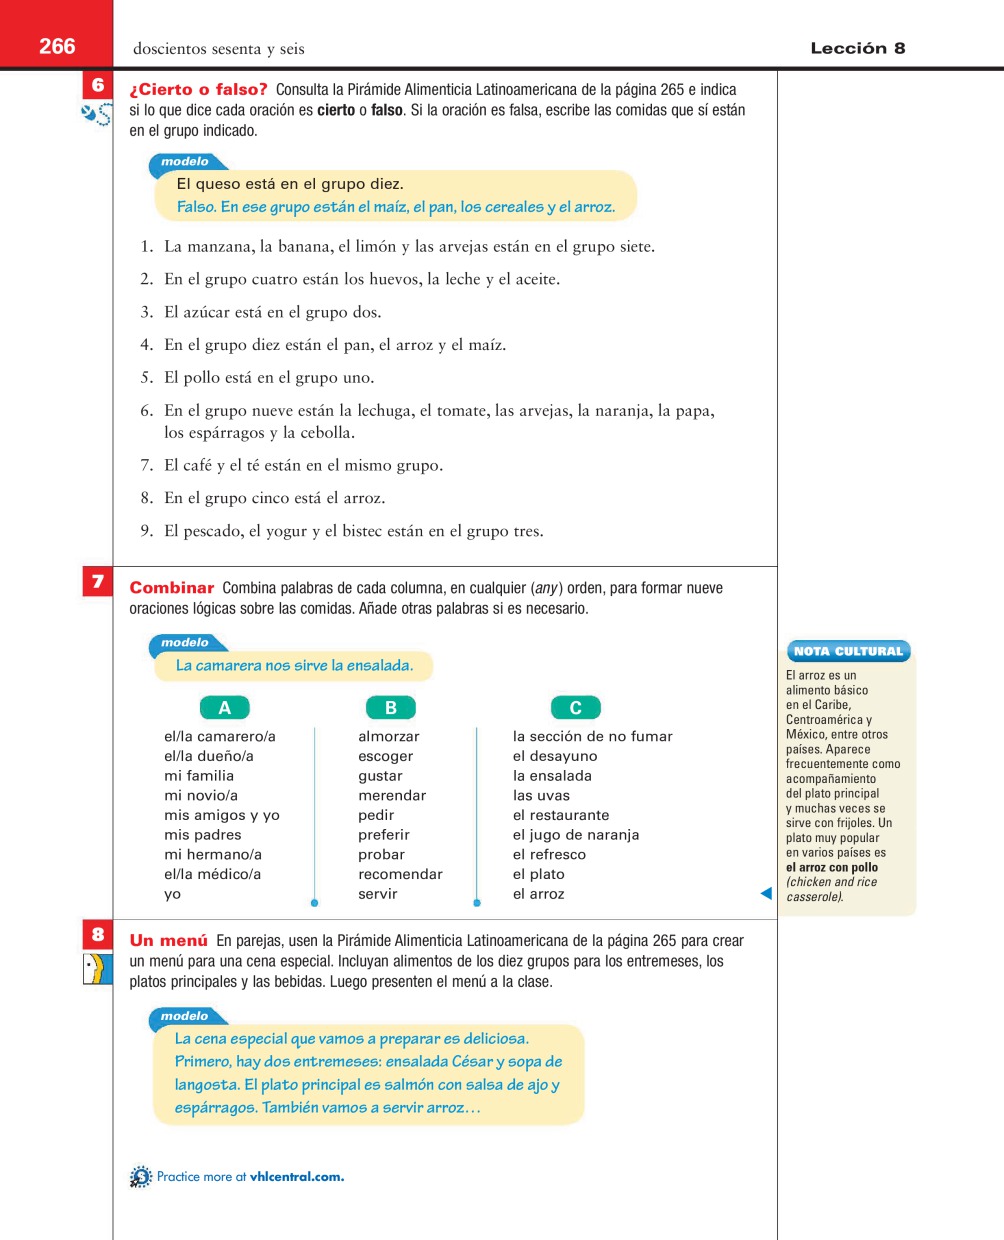 266
doscientos sesenta y seis
Lección 8
6
¿Cierto o falso? Consulta la Pirámide Alimenticia Latinoamericana de la página 265 e indica
si lo que dice cada oración es cierto o falso. Si la oración es falsa, escribe las comidas que sí están
en el grupo indicado.
modelo
El queso está en el grupo diez.
Falso. En ese grupo están el maíz, el pan, los cereales y el arroz.
1. La manzana, la banana, el limón y las arvejas están en el grupo siete.
2. En el grupo cuatro están los huevos, la leche y el aceite.
3. El azúcar está en el grupo dos.
4. En el grupo diez están el pan, el arroz y el maíz.
5. El pollo está en el grupo uno.
6. En el grupo nueve están la lechuga, el tomate, las arvejas, la naranja, la papa,
los espárragos y la cebolla.
7. El café y el té están en el mismo grupo.
8. En el grupo cinco está el arroz.
9. El pescado, el yogur y el bistec están en el grupo tres.
7
Combinar Combina palabras de cada columna, en cualquier (any) orden, para formar nueve
oraciones lógicas sobre las comidas. Añade otras palabras si es necesario.
modelo
La camarera nos sirve la ensalada.
A
B
C
el/la camarero/a almorzar la sección de no fumar
el/la dueño/a escoger el desayuno
mi familia gustar la ensalada
mi novio/a merendar las uvas
mis amigos y yo pedir el restaurante
mis padres preferir el jugo de naranja
mi hermano/a probar el refresco
el/la médico/a recomendar el plato
yo servir el arroz
NOTA CULTURAL
El arroz es un
alimento básico
en el Caribe,
Centroamérica y
México, entre otros
países. Aparece
frecuentemente como
acompañamiento
del plato principal
y muchas veces se
sirve con frijoles. Un
plato muy popular
en varios países es
el arroz con pollo
(chicken and rice
casserole).
8
Un menú En parejas, usen la Pirámide Alimenticia Latinoamericana de la página 265 para crear
un menú para una cena especial. Incluyan alimentos de los diez grupos para los entremeses, los
platos principales y las bebidas. Luego presenten el menú a la clase.
modelo
La cena especial que vamos a preparar es deliciosa.
Primero, hay dos entremeses: ensalada César y sopa de
langosta. El plato principal es salmón con salsa de ajo y
espárragos. También vamos a servir arroz...
Practice more at vhlcentral.com.